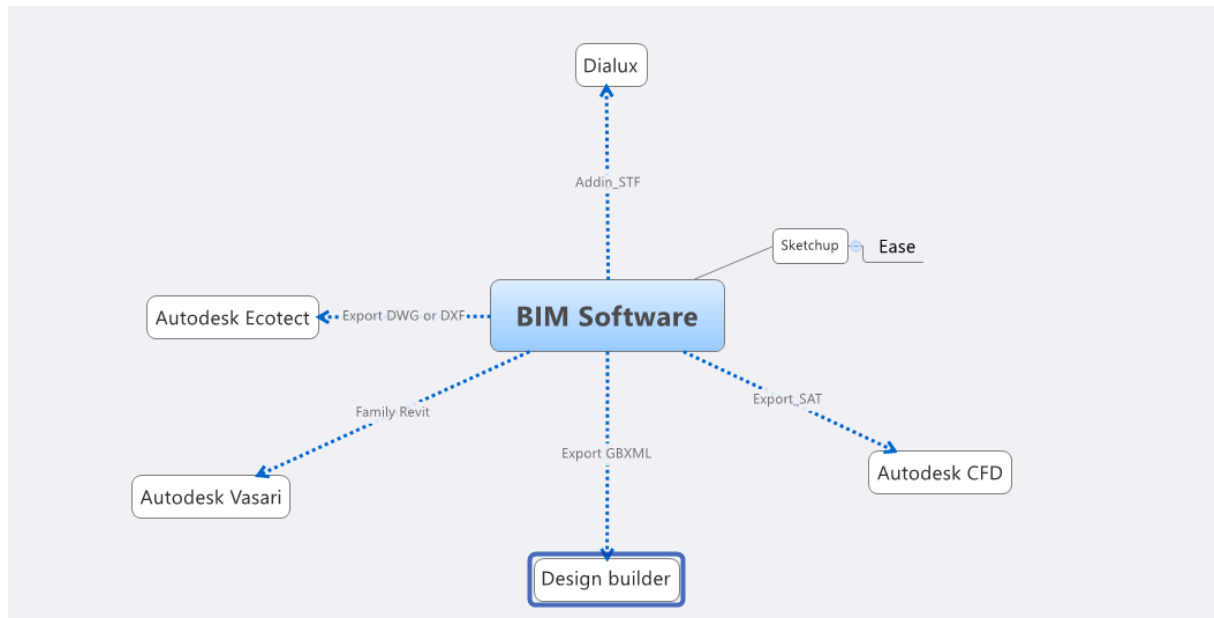 Dialux
Addin_STF
Sketchup
Ease
BIM Software
Autodesk Ecotect
Export DWG or DXF
Family Revit
Export_SAT
Export GBXML
Autodesk CFD
Autodesk Vasari
Design builder